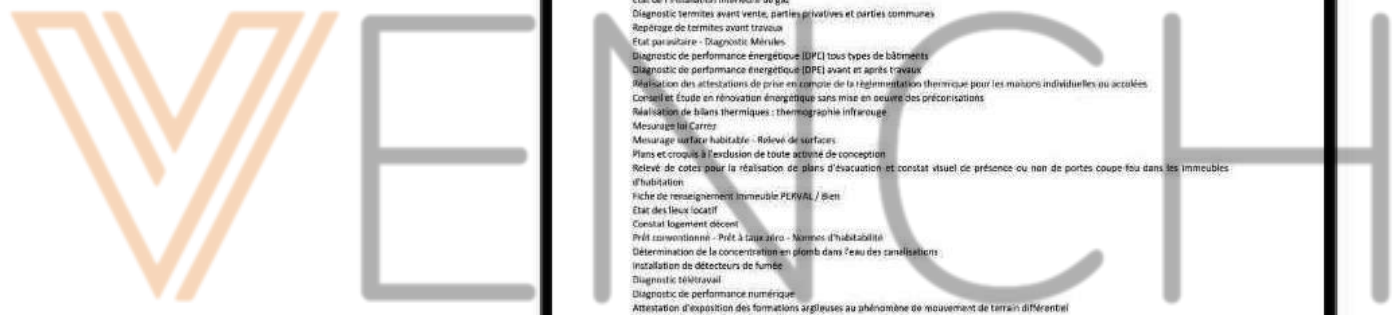 VENCH
Etat de l'installation intérieure de gaz
Diagnostic termites avant vente, parties privatives et parties communes
Repérage de termites avant travaux
Etat parasitaire - Diagnostic Mérules
Diagnostic de performance énergétique (DPE) tous types de bâtiments
Diagnostic de performance énergétique (DPE) avant et après travaux
Réalisation des attestations de prise en compte de la règlementation thermique pour les maisons individuelles ou accolées
Conseil et Étude en rénovation énergétique sans mise en oeuvre des préconisations
Réalisation de bilans thermiques : thermographie infrarouge
Mesurage loi Carrez
Mesurage surface habitable - Relevé de surfaces
Plans et croquis à l'exclusion de toute activité de conception
Relevé de cotes pour la réalisation de plans d'évacuation et constat visuel de présence ou non de portes coupe-feu dans les immeubles
d'habitation
Fiche de renseignement immeuble PERVAL / Bien
Etat des lieux locatif
Constat logement décent
Prêt conventionné - Prêt à taux zéro - Normes d'habitabilité
Détermination de la concentration en plomb dans l'eau des canalisations
Installation de détecteurs de fumée
Diagnostic télétravail
Diagnostic de performance numérique
Attestation d'exposition des formations argileuses au phénomène de mouvement de terrain différentiel